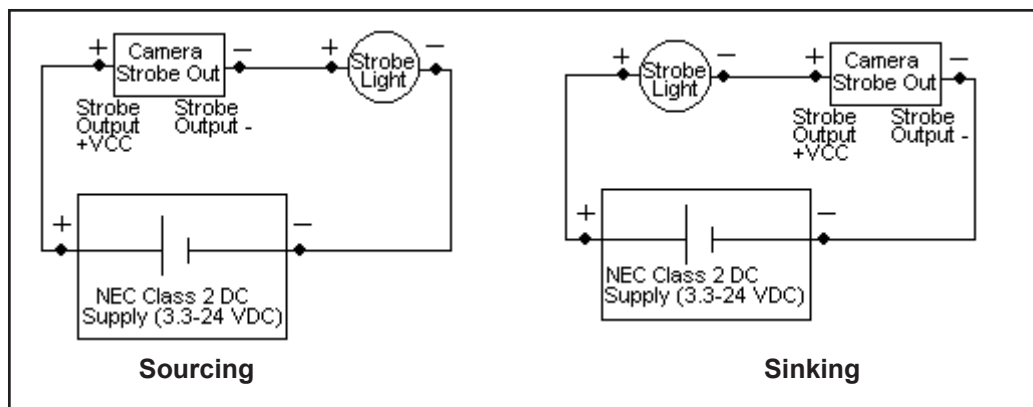 +
Camera
Strobe Out
−
+
Strobe
Light
−
Strobe
Output
+VCC
Strobe
Output -
+
−
NEC Class 2 DC
Supply (3.3-24 VDC)
Sourcing
+
Strobe
Light
−
+
Camera
Strobe Out
−
Strobe
Output
+VCC
Strobe
Output -
+
−
NEC Class 2 DC
Supply (3.3-24 VDC)
Sinking